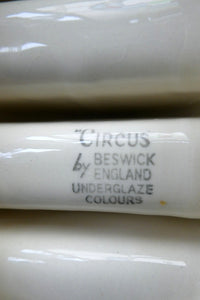 "CIRCUS
by BESWICK
ENGLAND
UNDERGLAZE
COLOURS